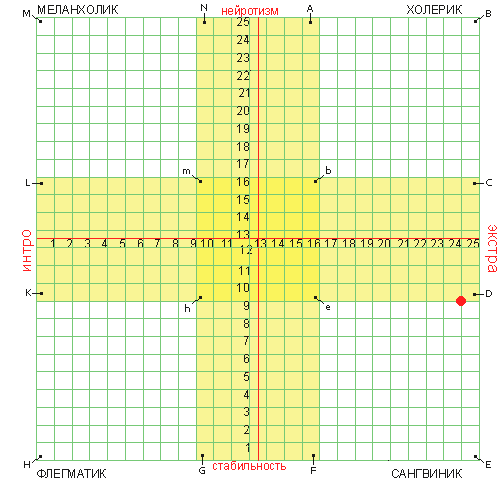 N A
M МЕЛАНХОЛИК нейротизм ХОЛЕРИК B
25
24
23
22
21
20
19
18
17
m b
L 16 C
15
14
13
интро 1 2 3 4 5 6 7 8 9 10 11 12 13 14 15 16 17 18 19 20 21 22 23 24 25 экстра
11
10
K D
h 9 e
8
7
6
5
4
3
2
1
H G F E
ФЛЕГМАТИК стабильность САНГВИНИК